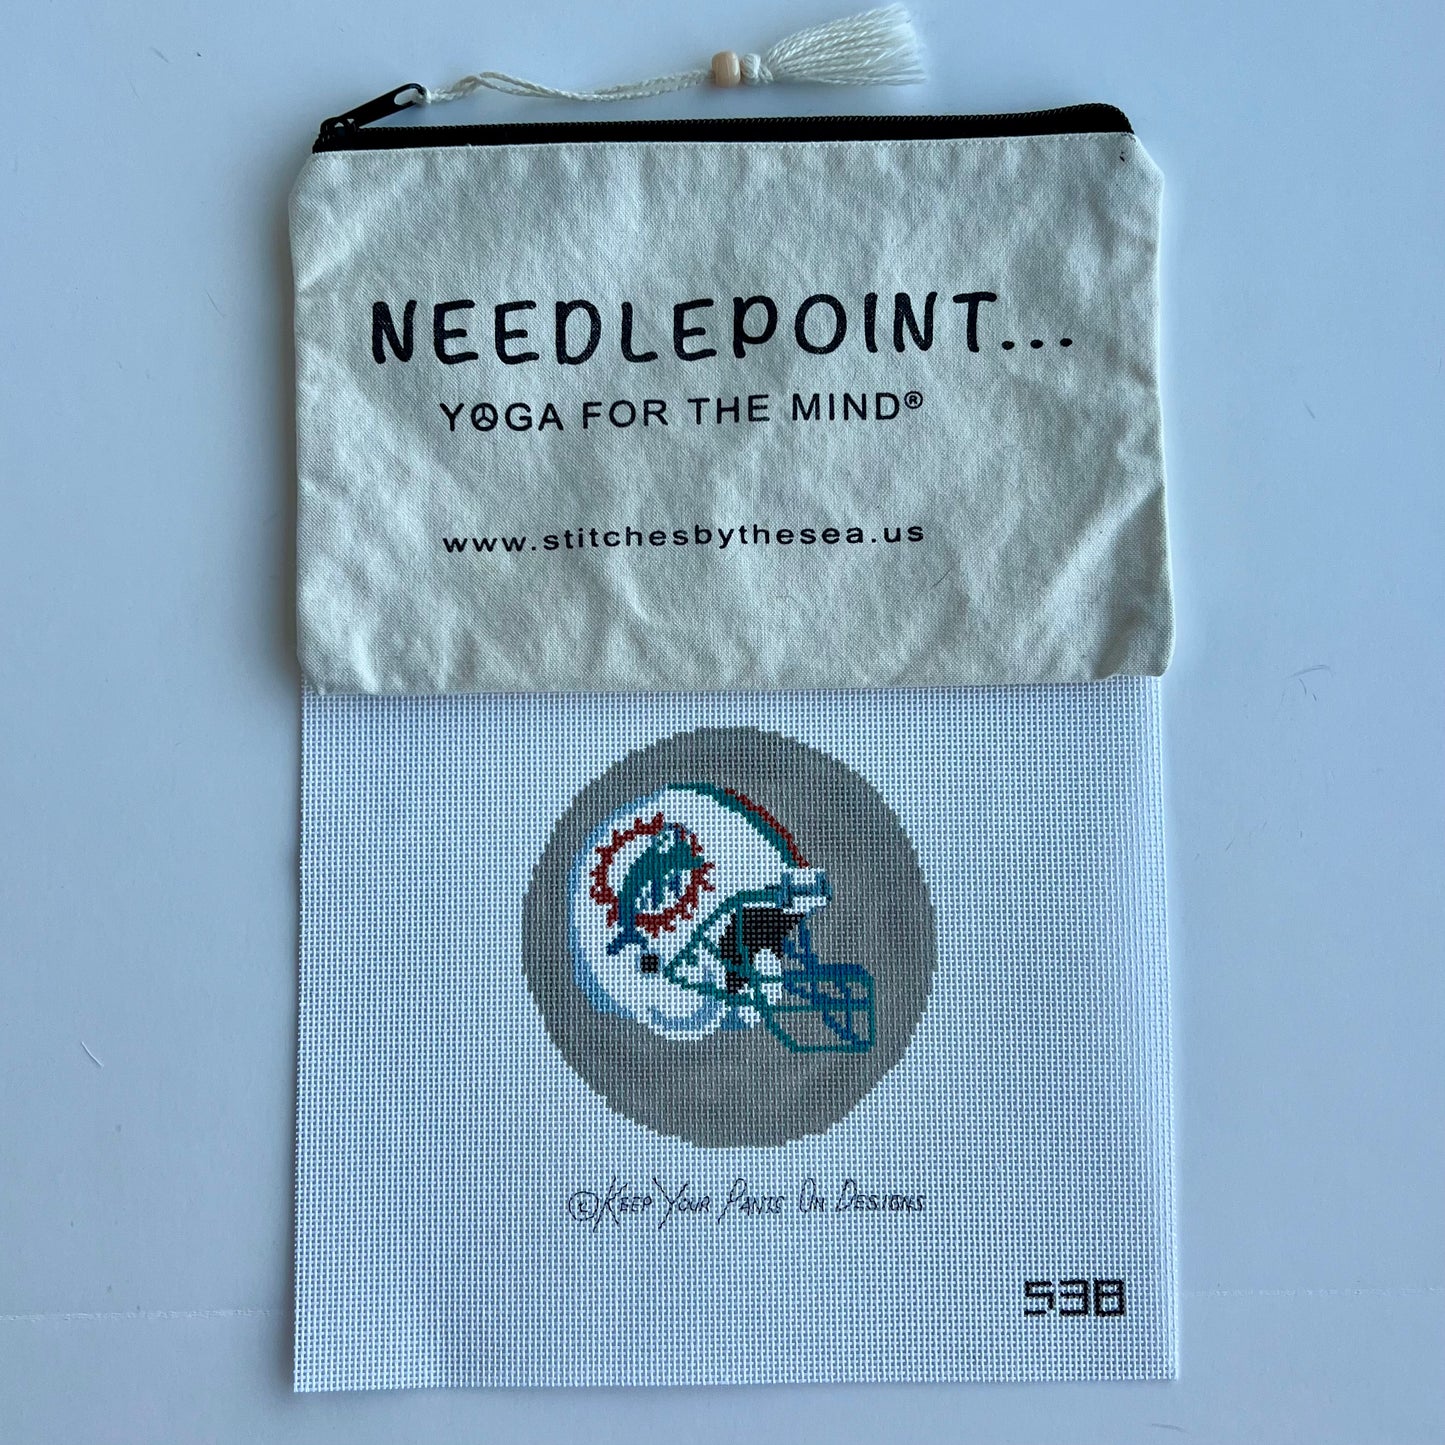 NEEDLEPOINT...
YOGA FOR THE MIND®
www.stitchesbythesea.us
©KEEP YOUR PANTS ON DESIGNS
538